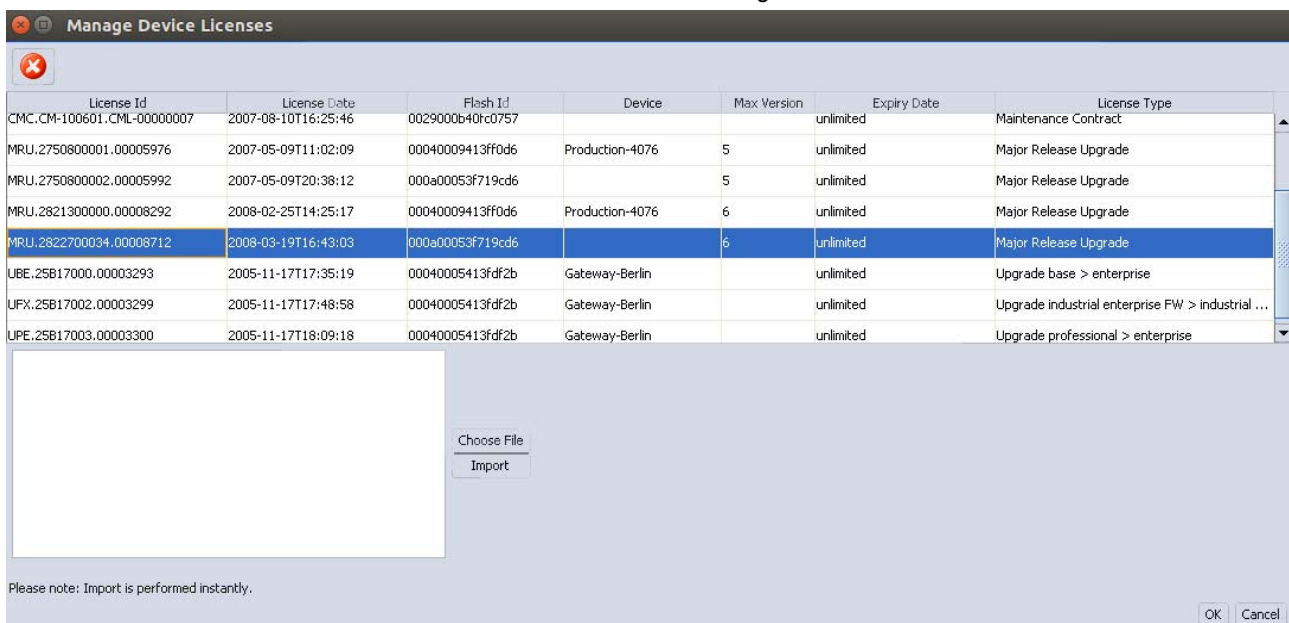 Manage Device Licenses
License Id License Date Flash Id Device Max Version Expiry Date License Type
CMC.CM-100601.CML-00000007 2007-08-10T16:25:46 0029000b40fc0757 unlimited Maintenance Contract
MRU.2750800001.00005976 2007-05-09T11:02:09 00040009413ff0d6 Production-4076 5 unlimited Major Release Upgrade
MRU.2750800002.00005992 2007-05-09T20:38:12 000a00053f719cd6 5 unlimited Major Release Upgrade
MRU.2821300000.00008292 2008-02-25T14:25:17 00040009413ff0d6 Production-4076 6 unlimited Major Release Upgrade
MRU.2822700034.00008712 2008-03-19T16:43:03 000a00053f719cd6 6 unlimited Major Release Upgrade
UBE.25B17000.00003293 2005-11-17T17:35:19 00040005413fdf2b Gateway-Berlin unlimited Upgrade base > enterprise
UFX.25B17002.00003299 2005-11-17T17:48:58 00040005413fdf2b Gateway-Berlin unlimited Upgrade industrial enterprise FW > industrial ...
UPE.25B17003.00003300 2005-11-17T18:09:18 00040005413fdf2b Gateway-Berlin unlimited Upgrade professional > enterprise
Choose File
Import
Please note: Import is performed instantly.
OK Cancel